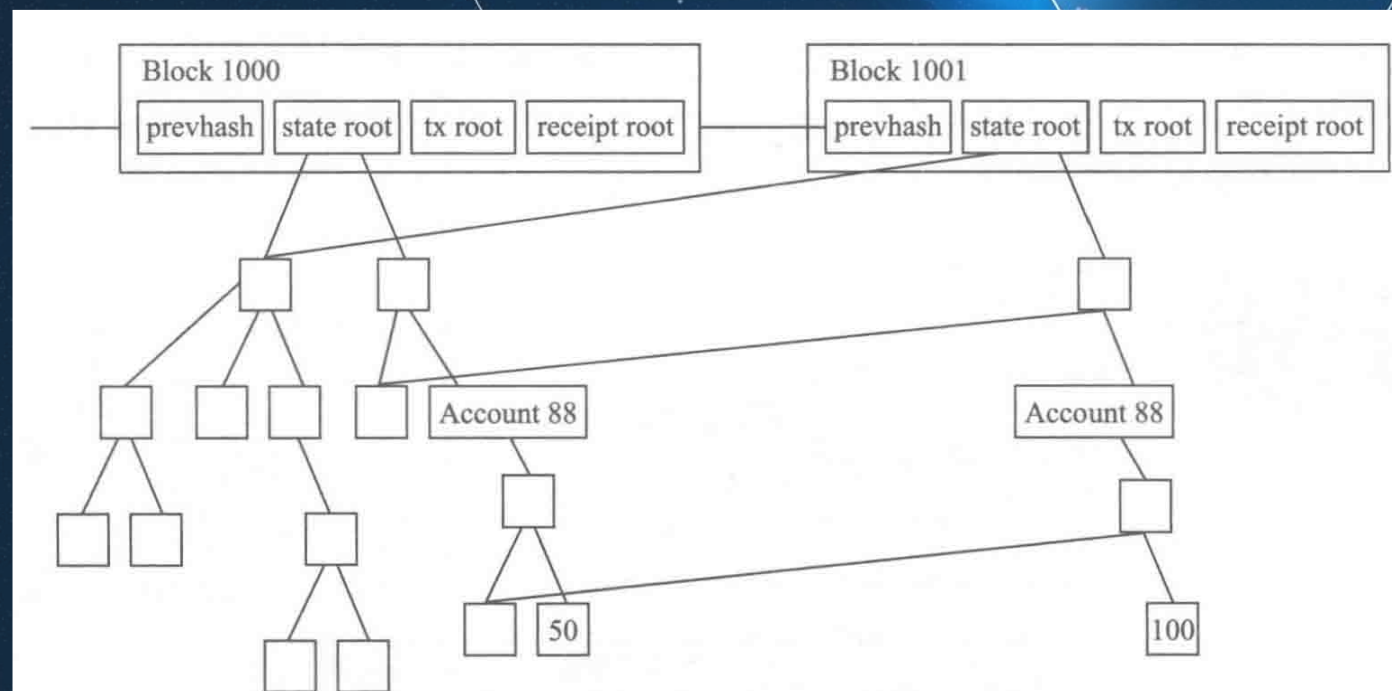 Block 1000
prevhash state root tx root receipt root
Block 1001
prevhash state root tx root receipt root
Account 88
Account 88
50
100